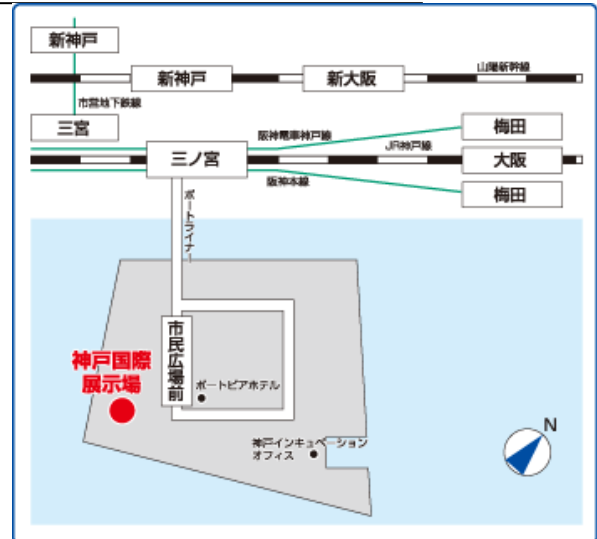 新神戸
新神戸
新大阪
山陽新幹線
市営地下鉄線
三宮
三ノ宮
阪神電車神戸線
JR神戸線
阪神本線
梅田
大阪
梅田
ポートライナー
市民広場前
神戸国際
展示場
ポートピアホテル
神戸インキュベーション
オフィス
N